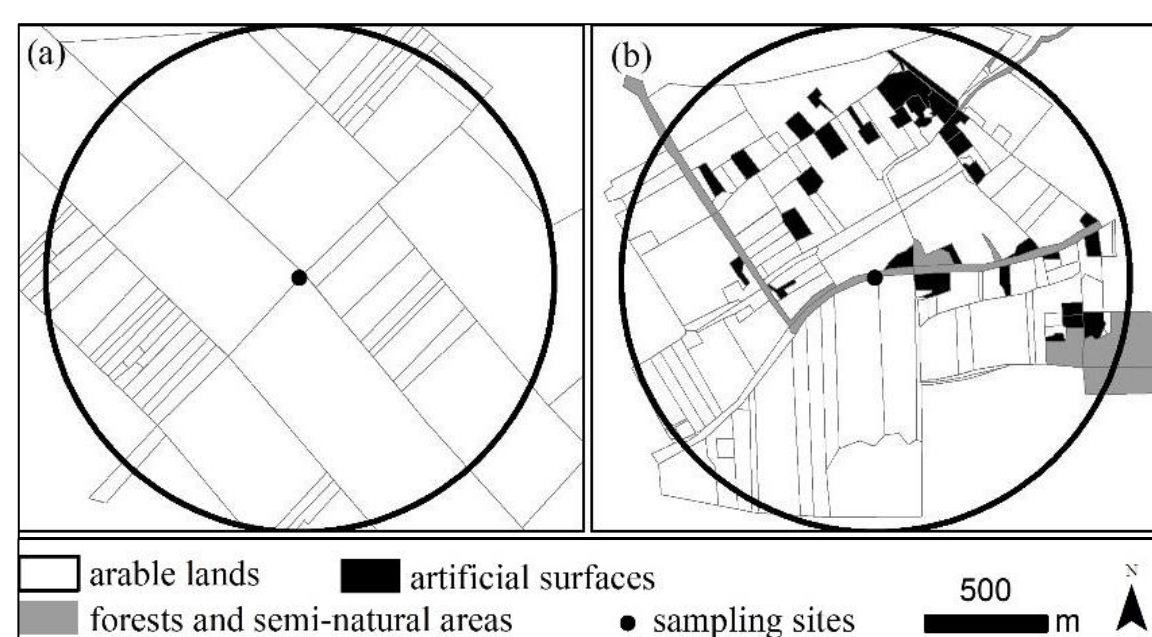 (a)
(b)
arable lands
artificial surfaces
500
N
forests and semi-natural areas
sampling sites
m